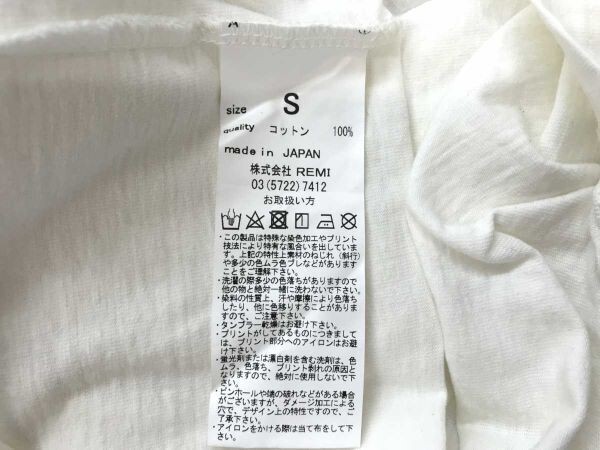 size S
quality コットン 100%
made in JAPAN
株式会社 REMI
03(5722)7412
お取扱い方
・この製品は特殊な染色加工やプリント
技法により特有な風合いを出していま
す。上記の特性上素材のねじれ（斜行）
や多少の色ムラ色ブレなどがあります
ことをご理解下さい。
・洗濯の際多少の色落ちがありますので
他の物と絶対一緒に洗わないで下さい。
・染料の性質上、汗や摩擦により色落ち
したり、他に色移りすることがありま
すので、ご注意下さい。
・タンブラー乾燥はお避け下さい。
・プリントがしてあるものにつきまして
は、プリント部分へのアイロンはお避
け下さい。
・蛍光剤または漂白剤を含む洗剤は、色
ムラ、色落ち、プリント剥れの原因と
なりますので、絶対に使用しないで下
さい。
・ピンホールや端の破れなどがある場合
がございますが、ダメージ加工による
穴で、デザイン上の特性ですので、ご
了承下さい。
・アイロンをかける際は当て布をして下
さい。